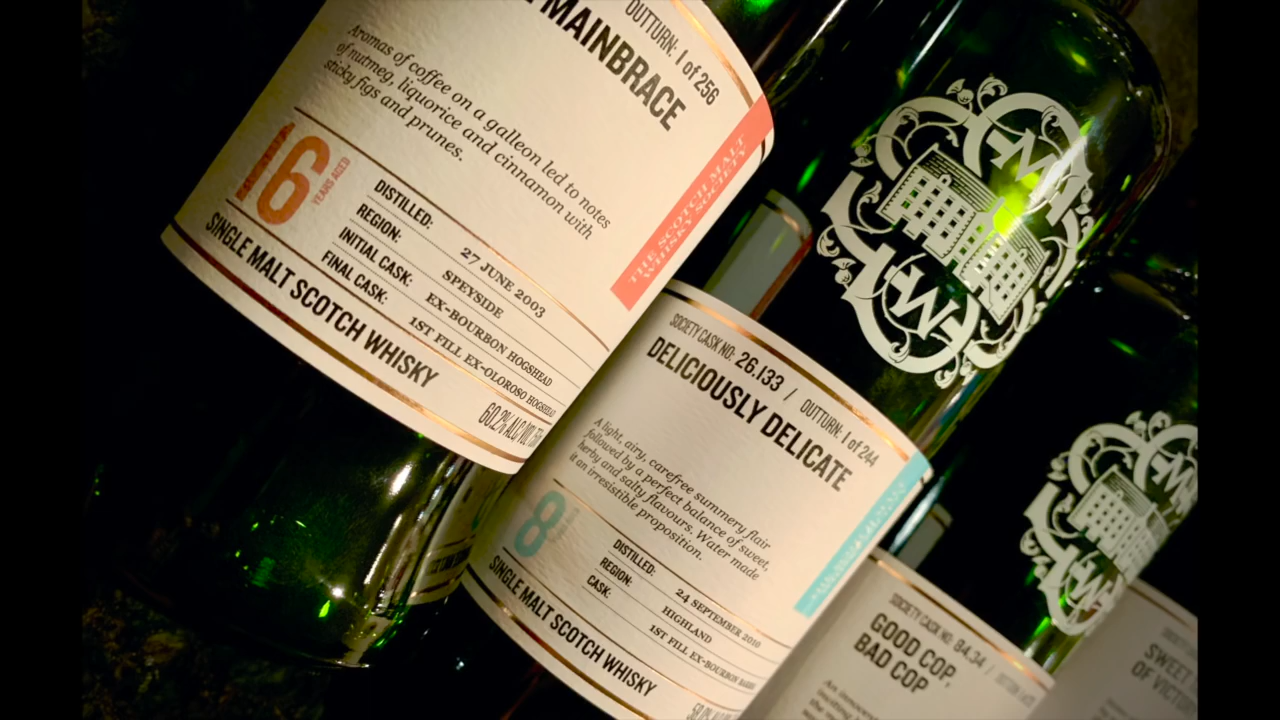 MAINBRACE
OUTTURN: 1 of 256
Aromas of coffee on a galleon led to notes
of nutmeg, liquorice and cinnamon with
sticky figs and prunes.
16
YEARS AGED
DISTILLED: 27 JUNE 2003
REGION: SPEYSIDE
INITIAL CASK: EX-BOURBON HOGSHEAD
FINAL CASK: 1ST FILL EX-OLOROSO HOGSHEAD
SINGLE MALT SCOTCH WHISKY
THE SCOTCH MALT
WHISKY SOCIETY
SOCIETY CASK NO: 26.133 / OUTTURN: 1 of 244
DELICIOUSLY DELICATE
A light, airy, carefree summery flair
followed by a perfect balance of sweet,
herby and salty flavours. Water made
it an irresistible proposition.
8
DISTILLED: 24 SEPTEMBER 2010
REGION: HIGHLAND
CASK: 1ST FILL EX-BOURBON BARREL
SINGLE MALT SCOTCH WHISKY
SOCIETY CASK NO: 84.34 /
GOOD COP,
BAD COP
SWEET
OF